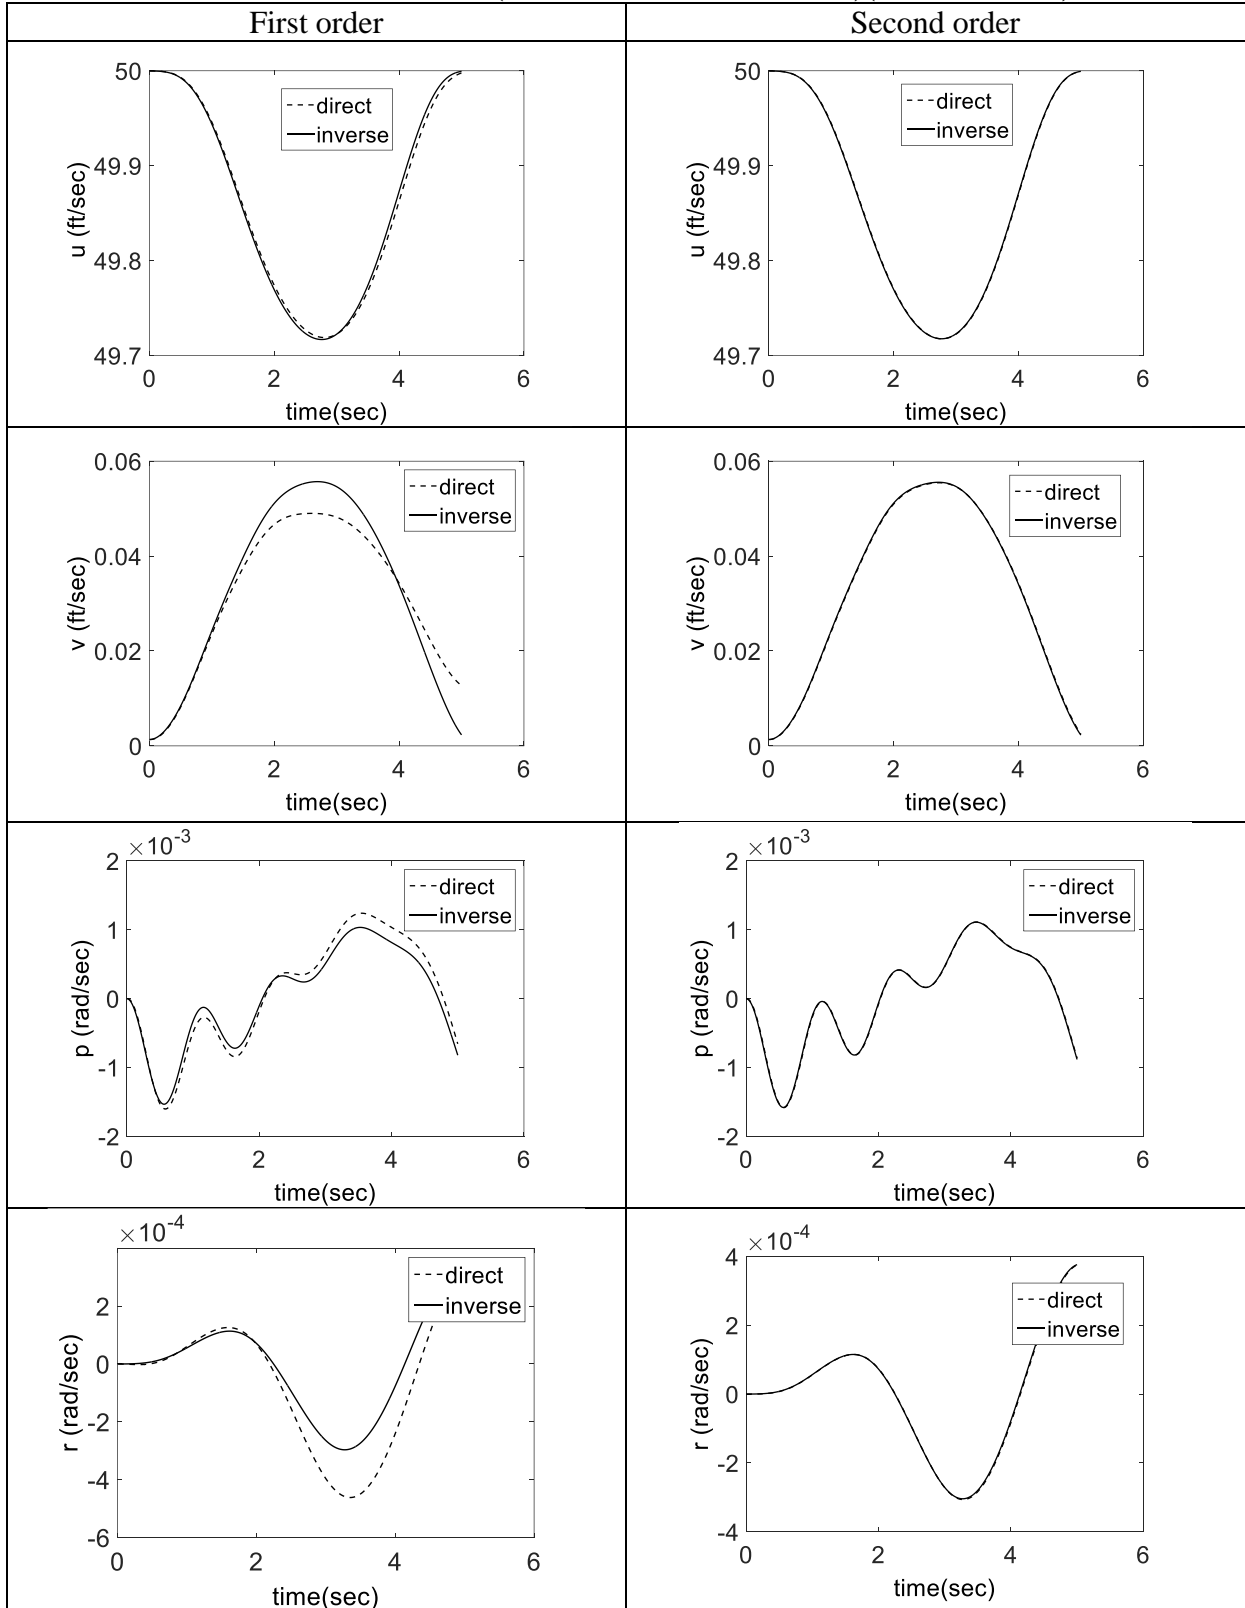 First order
Second order
50
49.9
49.8
49.7
u (ft/sec)
direct
inverse
0 2 4 6
time(sec)
50
49.9
49.8
49.7
u (ft/sec)
direct
inverse
0 2 4 6
time(sec)
0.06
0.04
0.02
0
v (ft/sec)
direct
inverse
0 2 4 6
time(sec)
0.06
0.04
0.02
0
v (ft/sec)
direct
inverse
0 2 4 6
time(sec)
×10-3
2
1
0
-1
-2
p (rad/sec)
direct
inverse
0 2 4 6
time(sec)
×10-3
2
1
0
-1
-2
p (rad/sec)
direct
inverse
0 2 4 6
time(sec)
×10-4
2
0
-2
-4
-6
r (rad/sec)
direct
inverse
0 2 4 6
time(sec)
×10-4
4
2
0
-2
-4
r (rad/sec)
direct
inverse
0 2 4 6
time(sec)